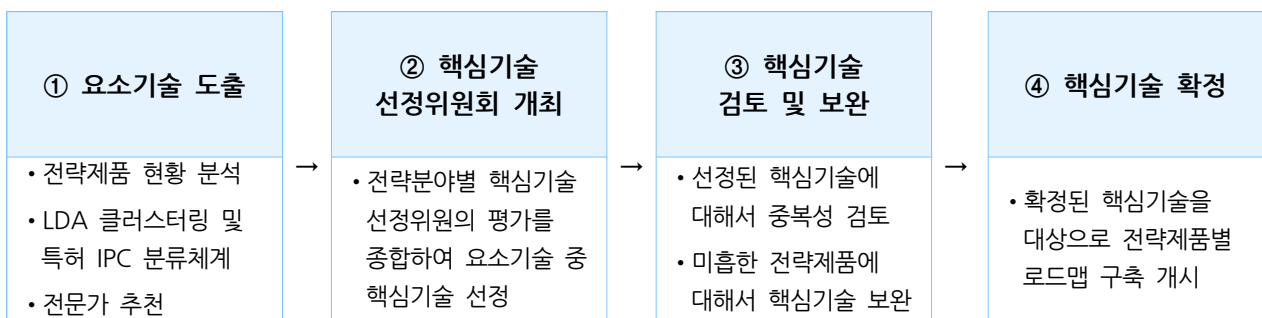 ① 요소기술 도출
• 전략제품 현황 분석
• LDA 클러스터링 및
특허 IPC 분류체계
• 전문가 추천
→
② 핵심기술
선정위원회 개최
• 전략분야별 핵심기술
선정위원의 평가를
종합하여 요소기술 중
핵심기술 선정
→
③ 핵심기술
검토 및 보완
• 선정된 핵심기술에
대해서 중복성 검토
• 미흡한 전략제품에
대해서 핵심기술 보완
→
④ 핵심기술 확정
• 확정된 핵심기술을
대상으로 전략제품별
로드맵 구축 개시